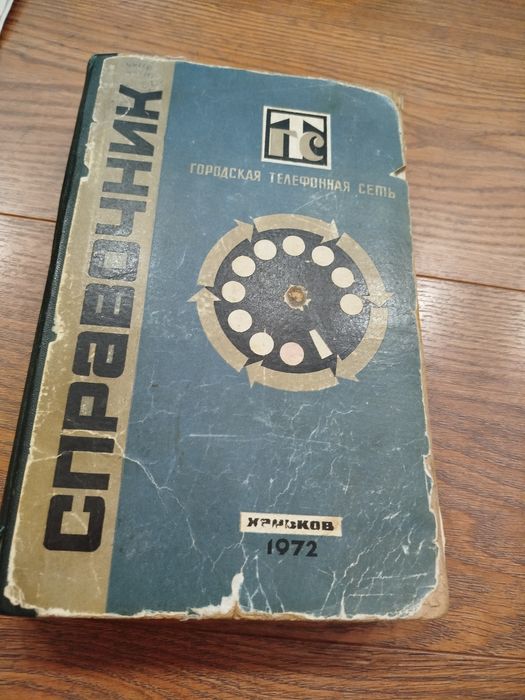 СПРАВОЧНИК
ГТС
ГОРОДСКАЯ ТЕЛЕФОННАЯ СЕТЬ
ХАРЬКОВ
1972